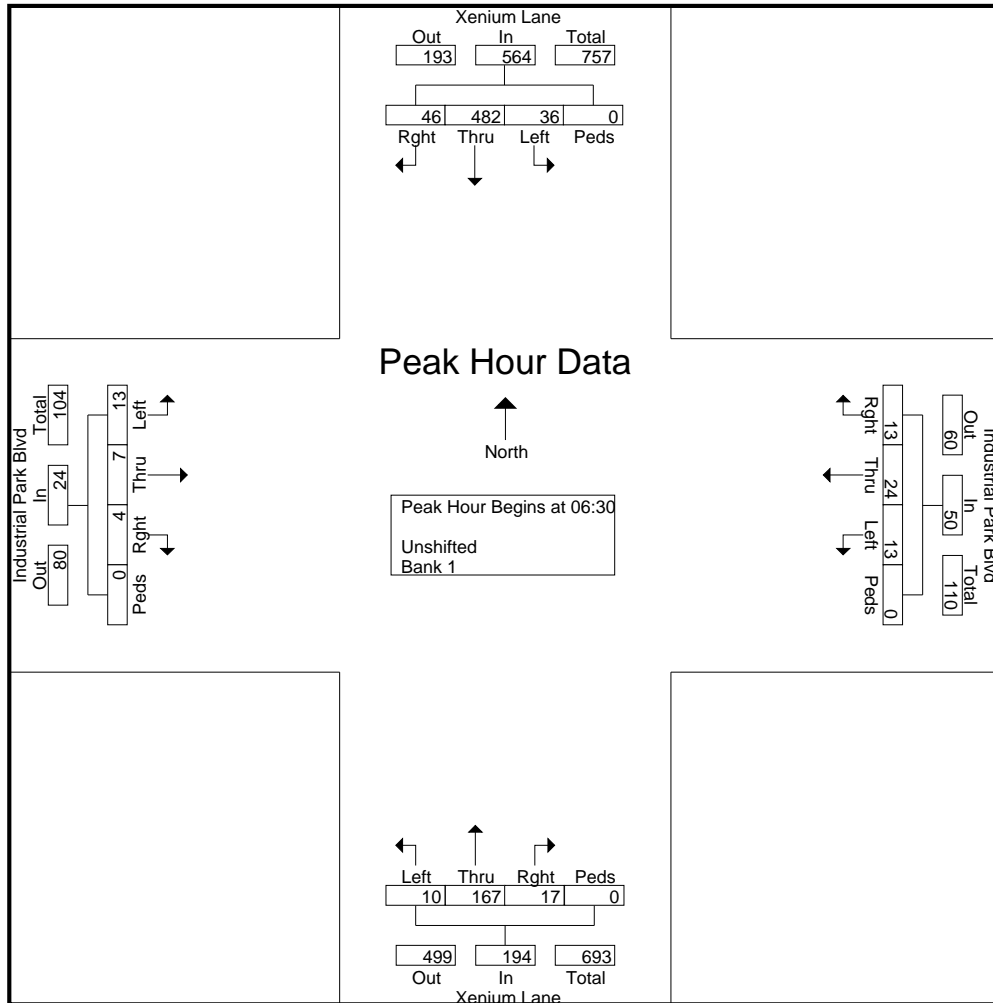 Xenium Lane
Out In Total
193 564 757
46 482 36 0
Rght Thru Left Peds
Peak Hour Data
North
Peak Hour Begins at 06:30
Unshifted
Bank 1
Industrial Park Blvd
Total In Out
104 24 80
13 7 4 0
Left Thru Rght Peds
Industrial Park Blvd
Out In Total
60 50 110
13 24 13 0
Rght Thru Left Peds
Left Thru Rght Peds
10 167 17 0
499 194 693
Out In Total
Xenium Lane